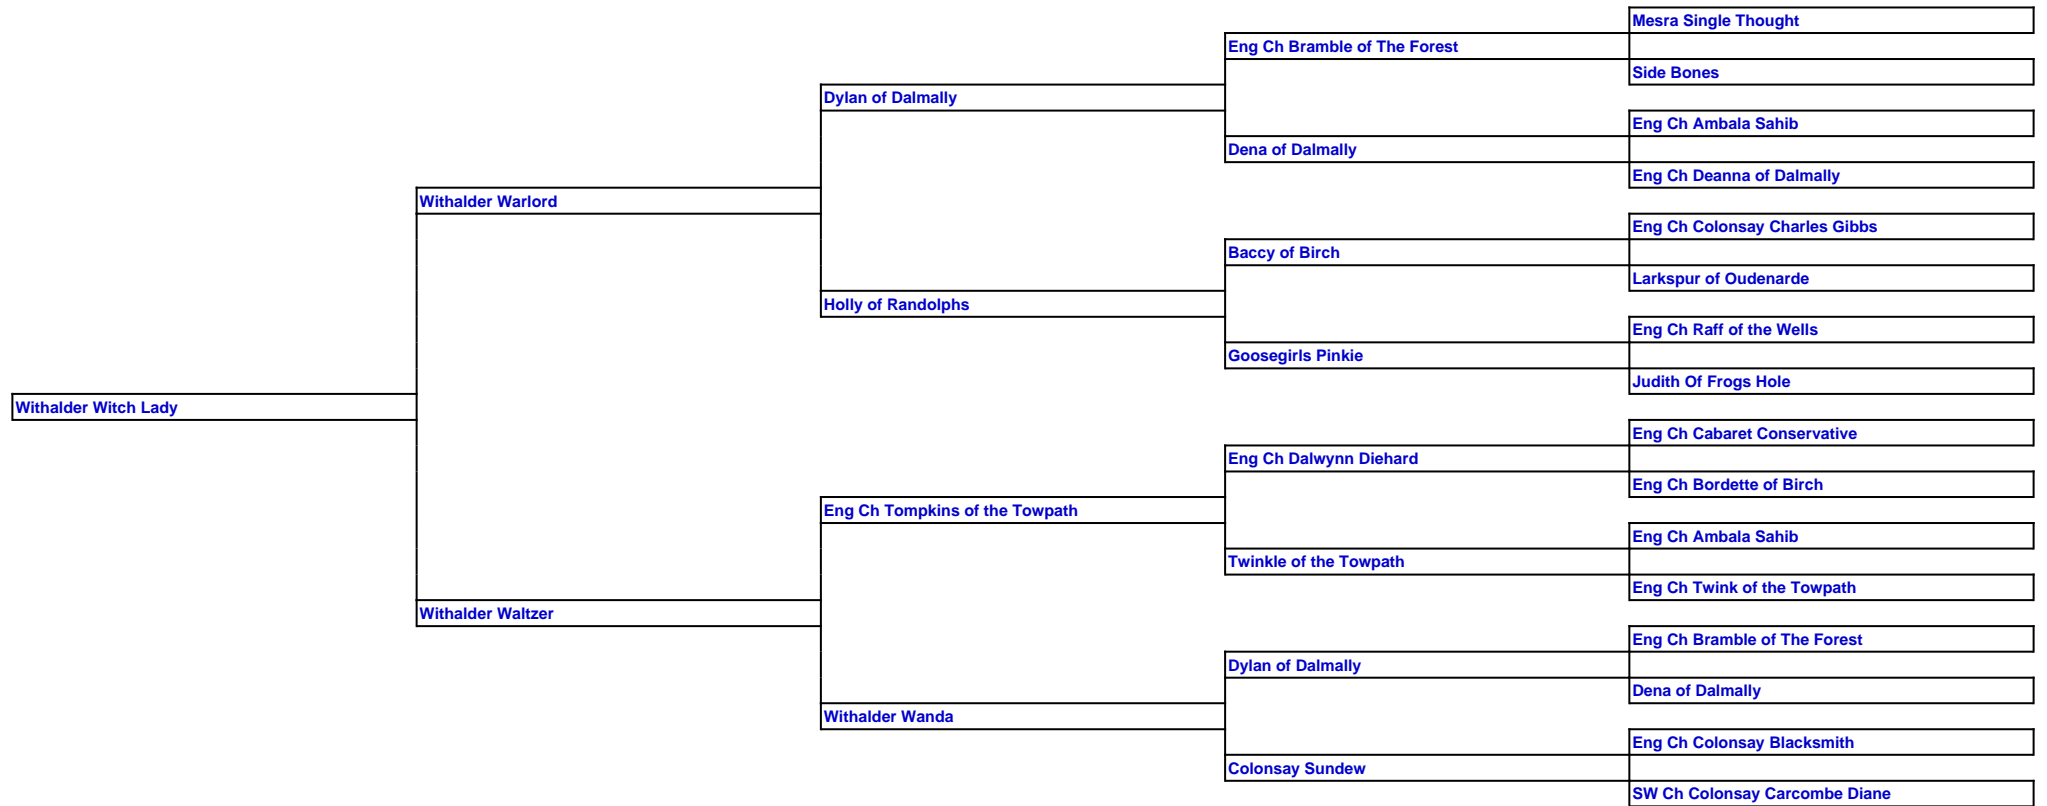 Mesra Single Thought
Eng Ch Bramble of The Forest
Side Bones
Dylan of Dalmally
Eng Ch Ambala Sahib
Dena of Dalmally
Eng Ch Deanna of Dalmally
Withalder Warlord
Eng Ch Colonsay Charles Gibbs
Baccy of Birch
Larkspur of Oudenarde
Holly of Randolphs
Eng Ch Raff of the Wells
Goosegirls Pinkie
Judith Of Frogs Hole
Withalder Witch Lady
Eng Ch Cabaret Conservative
Eng Ch Dalwynn Diehard
Eng Ch Bordette of Birch
Eng Ch Tompkins of the Towpath
Eng Ch Ambala Sahib
Twinkle of the Towpath
Eng Ch Twink of the Towpath
Withalder Waltzer
Eng Ch Bramble of The Forest
Dylan of Dalmally
Dena of Dalmally
Withalder Wanda
Eng Ch Colonsay Blacksmith
Colonsay Sundew
SW Ch Colonsay Carcombe Diane